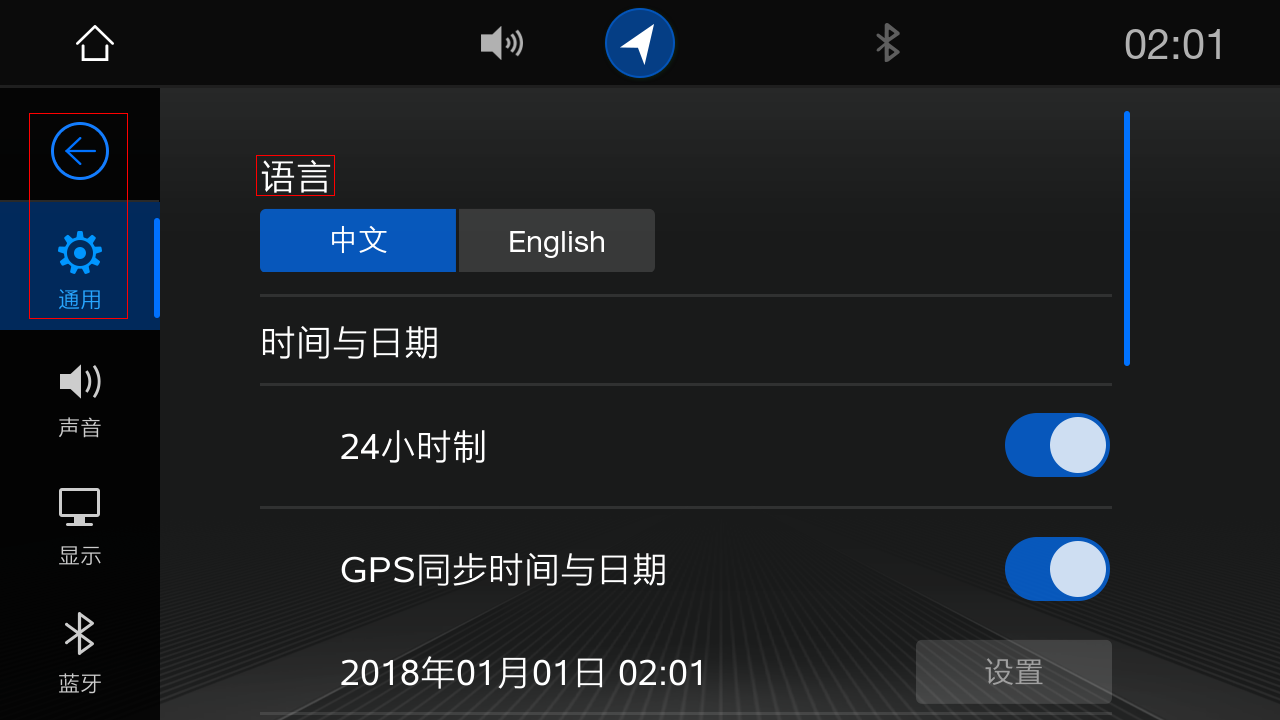 02:01
通用
声音
显示
蓝牙
语言
中文 English
时间与日期
24小时制
GPS同步时间与日期
2018年01月01日 02:01 设置